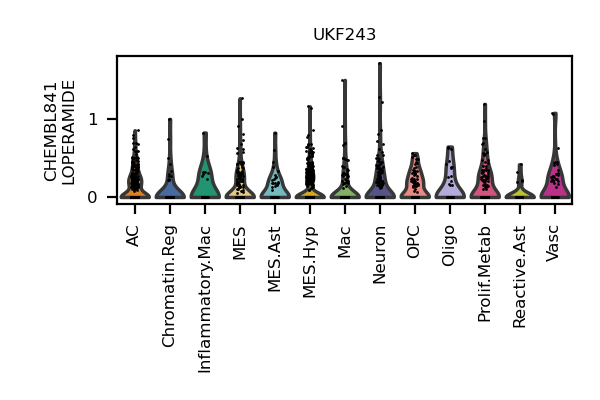 UKF243
CHEMBL841
LOPERAMIDE
1
0
AC
Chromatin.Reg
Inflammatory.Mac
MES
MES.Ast
MES.Hyp
Mac
Neuron
OPC
Oligo
Prolif.Metab
Reactive.Ast
Vasc